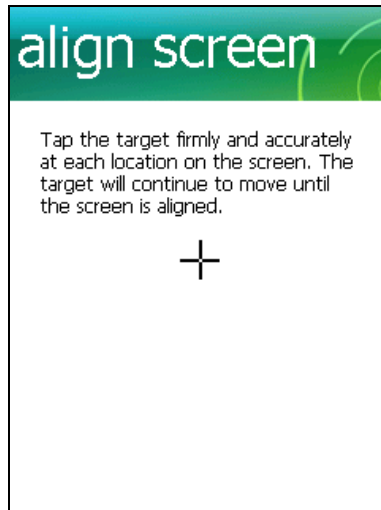 align screen
Tap the target firmly and accurately
at each location on the screen. The
target will continue to move until
the screen is aligned.